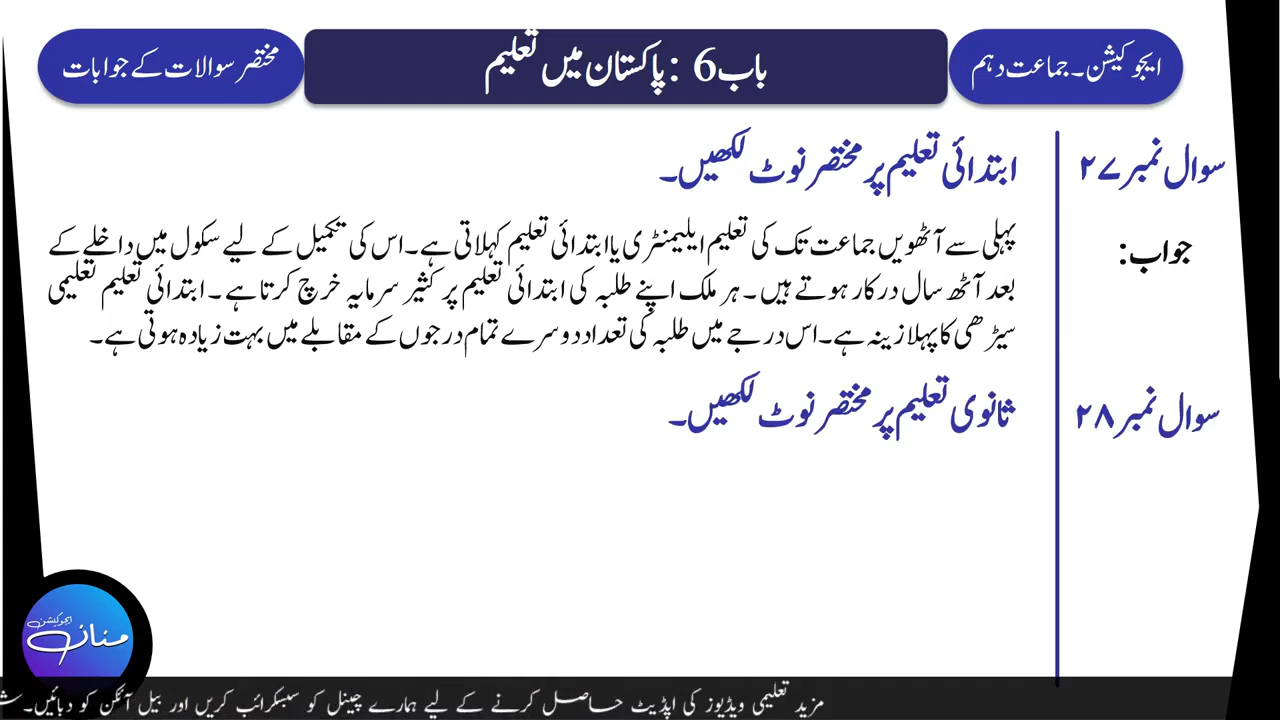 ایجوکیشن۔جماعت دہم
باب 6 : پاکستان میں تعلیم
مختصر سوالات کے جوابات
سوال نمبر ۲۷
ابتدائی تعلیم پر مختصر نوٹ لکھیں۔
جواب:
پہلی سے آٹھویں جماعت تک کی تعلیم ایلیمنٹری یا ابتدائی تعلیم کہلاتی ہے۔ اس کی تکمیل کے لیے سکول میں داخلے کے
بعد آٹھ سال درکار ہوتے ہیں۔ ہر ملک اپنے طلبہ کی ابتدائی تعلیم پر کثیر سرمایہ خرچ کرتا ہے۔ ابتدائی تعلیم تعلیمی
سیڑھی کا پہلا زینہ ہے۔ اس درجے میں طلبہ کی تعداد دوسرے تمام درجوں کے مقابلے میں بہت زیادہ ہوتی ہے۔
سوال نمبر ۲۸
ثانوی تعلیم پر مختصر نوٹ لکھیں۔
ایجوکیشن
منان
مزید تعلیمی ویڈیوز کی اپڈیٹ حاصل کرنے کے لیے ہمارے چینل کو سبسکرائب کریں اور بیل آئکن کو دبائیں۔